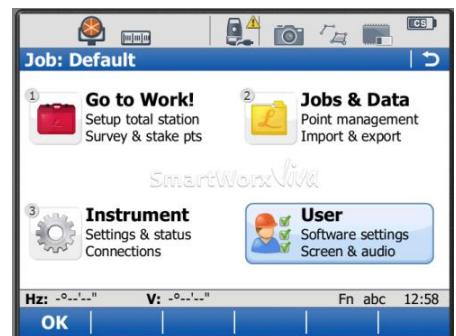 CS
Job: Default
1
Go to Work!
Setup total station
Survey & stake pts
2
Jobs & Data
Point management
Import & export
SmartWorx Viva
3
Instrument
Settings & status
Connections
User
Software settings
Screen & audio
Hz: -°--'--" V: -°--'--" Fn abc 12:58
OK